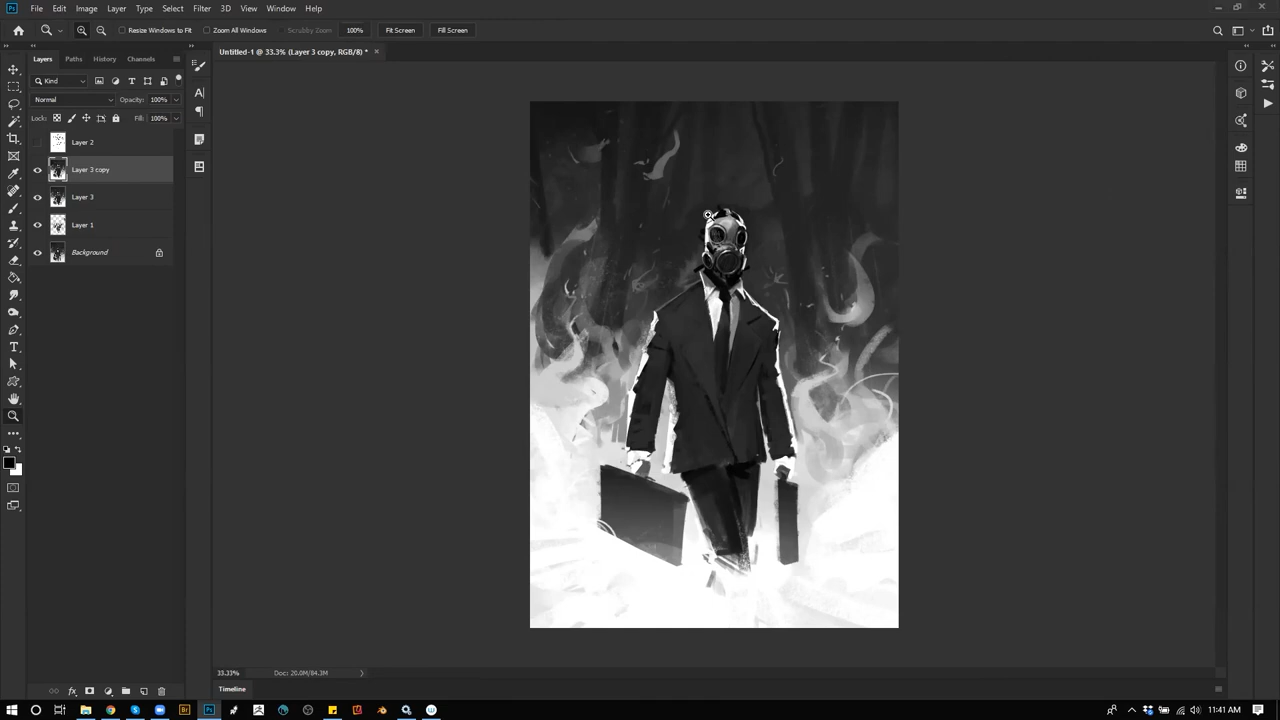 Ps File Edit Image Layer Type Select Filter 3D View Window Help
Resize Windows to Fit Zoom All Windows Scrubby Zoom 100% Fit Screen Fill Screen
Untitled-1 @ 33.3% (Layer 3 copy, RGB/8) * ×
Layers Paths History Channels
Kind
Normal Opacity: 100%
Lock: Fill: 100%
Layer 2
Layer 3 copy
Layer 3
Layer 1
Background
33.33% Doc: 20.0M/84.3M
Timeline
11:41 AM